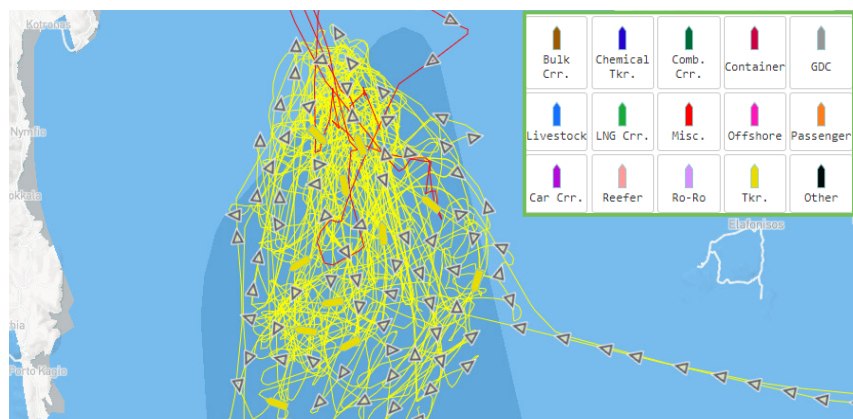 Kotronas
Bulk
Crr.
Chemical
Tkr.
Comb.
Crr.
Container
GDC
Nymfio
Livestock
LNG Crr.
Misc.
Offshore
Passenger
Car Crr.
Reefer
Ro-Ro
Tkr.
Other
Elafonisos
Porto Kagio